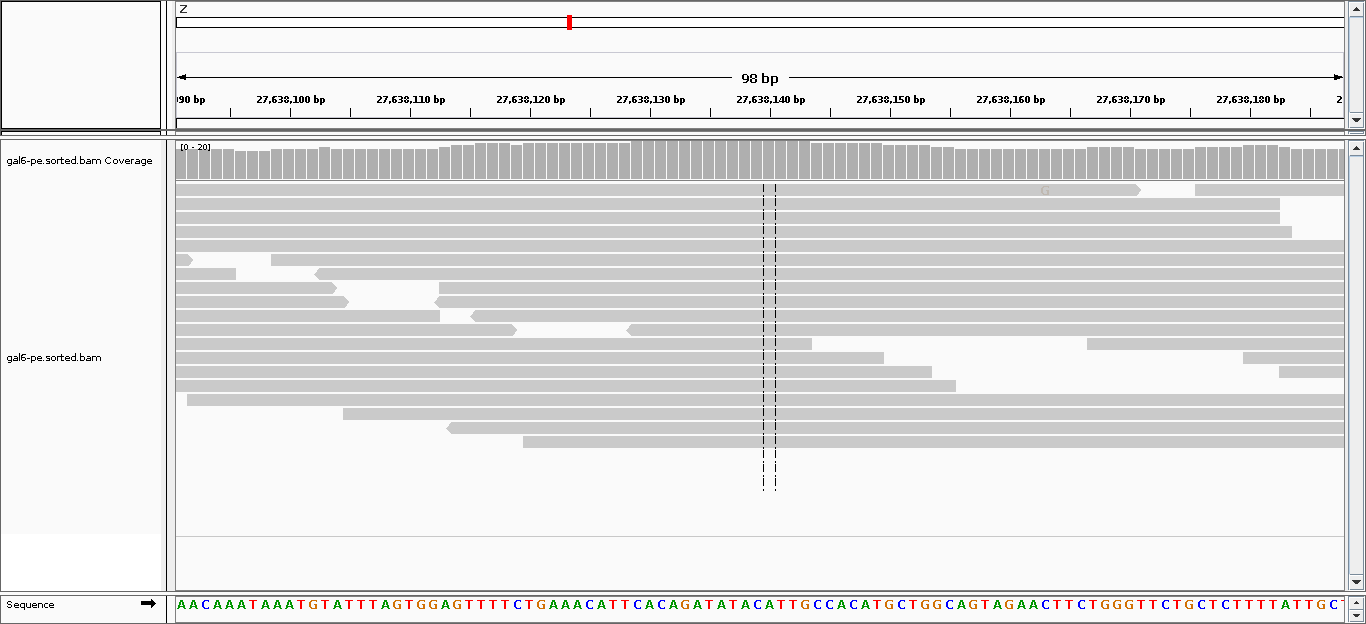 Z
98 bp
90 bp 27,638,100 bp 27,638,110 bp 27,638,120 bp 27,638,130 bp 27,638,140 bp 27,638,150 bp 27,638,160 bp 27,638,170 bp 27,638,180 bp 2
gal6-pe.sorted.bam Coverage
[0 - 20]
G
gal6-pe.sorted.bam
Sequence
AACAAATAAATGTATTTAGTGGAGTTTTCTGAAACATTCACAGATATACATTGCCACATGCTGGCAGTAGAACTTCTGGGTTCTGCTCTTTTATTGC